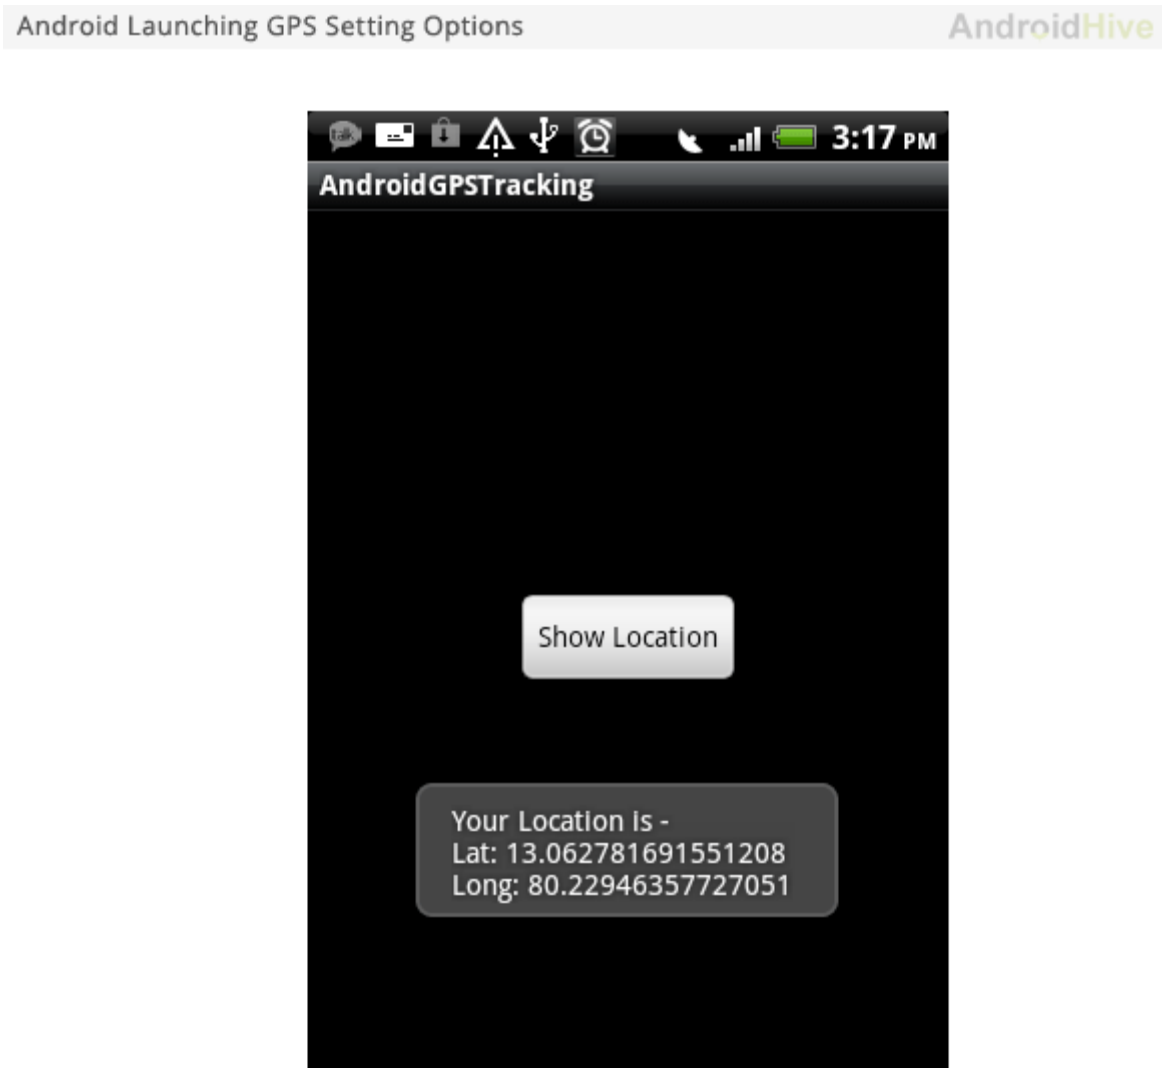 Android Launching GPS Setting Options
AndroidHive
talk
3:17 PM
AndroidGPSTracking
Show Location
Your Location is -
Lat: 13.062781691551208
Long: 80.22946357727051